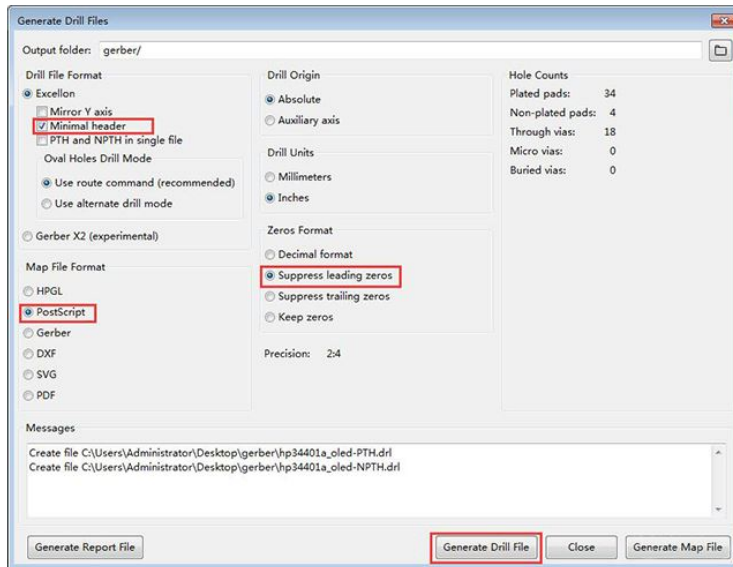 Generate Drill Files
Output folder: gerber/
Drill File Format
Excellon
Mirror Y axis
Minimal header
PTH and NPTH in single file
Oval Holes Drill Mode
Use route command (recommended)
Use alternate drill mode
Gerber X2 (experimental)
Map File Format
HPGL
PostScript
Gerber
DXF
SVG
PDF
Drill Origin
Absolute
Auxiliary axis
Drill Units
Millimeters
Inches
Zeros Format
Decimal format
Suppress leading zeros
Suppress trailing zeros
Keep zeros
Precision: 2:4
Hole Counts
Plated pads: 34
Non-plated pads: 4
Through vias: 18
Micro vias: 0
Buried vias: 0
Messages
Create file C:\Users\Administrator\Desktop\gerber\hp34401a_oled-PTH.drl
Create file C:\Users\Administrator\Desktop\gerber\hp34401a_oled-NPTH.drl
Generate Report File
Generate Drill File
Close
Generate Map File